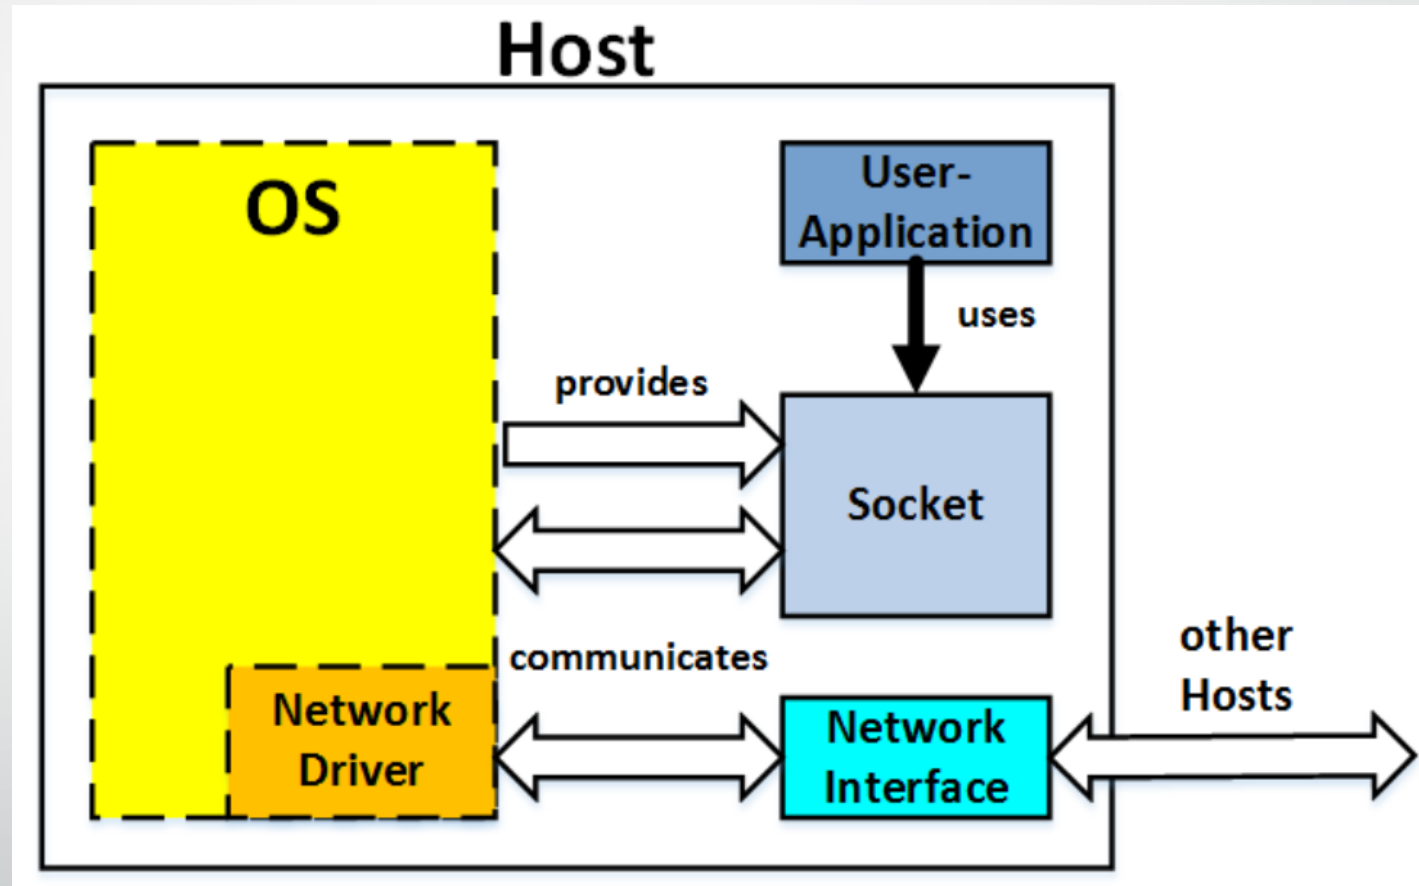 Host
OS
User-
Application
uses
provides
Socket
communicates
other
Hosts
Network
Driver
Network
Interface